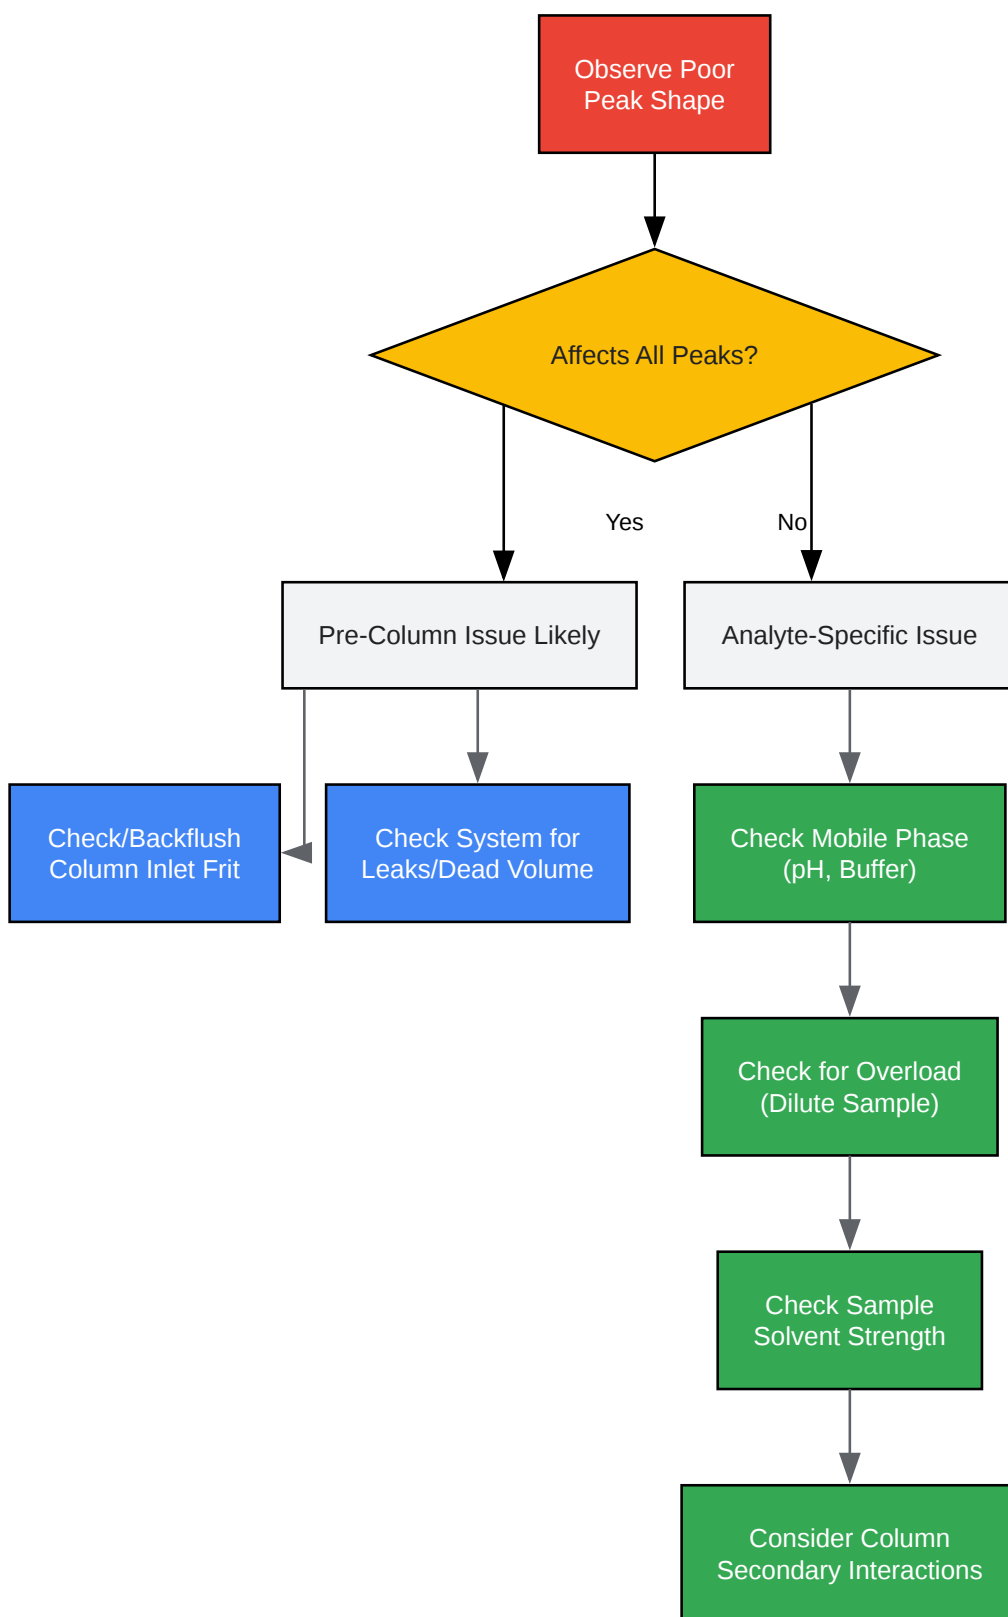 Observe Poor
Peak Shape
Affects All Peaks?
Yes
No
Pre-Column Issue Likely
Analyte-Specific Issue
Check/Backflush
Column Inlet Frit
Check System for
Leaks/Dead Volume
Check Mobile Phase
(pH, Buffer)
Check for Overload
(Dilute Sample)
Check Sample
Solvent Strength
Consider Column
Secondary Interactions